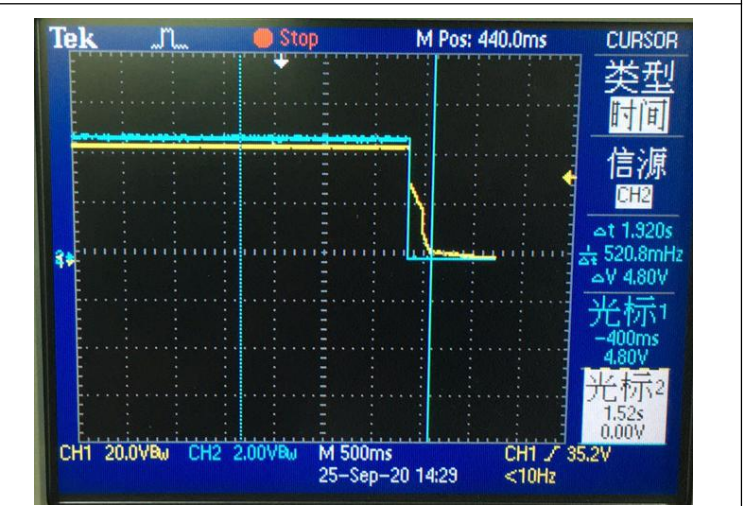 Tek Stop M Pos: 440.0ms CURSOR
类型
时间
信源
CH2
△t 1.920s
1/△t 520.8mHz
△V 4.80V
光标1
-400ms
4.80V
光标2
1.52s
0.00V
CH1 20.0VBw CH2 2.00VBw M 500ms CH1 / 35.2V
25-Sep-20 14:29 <10Hz